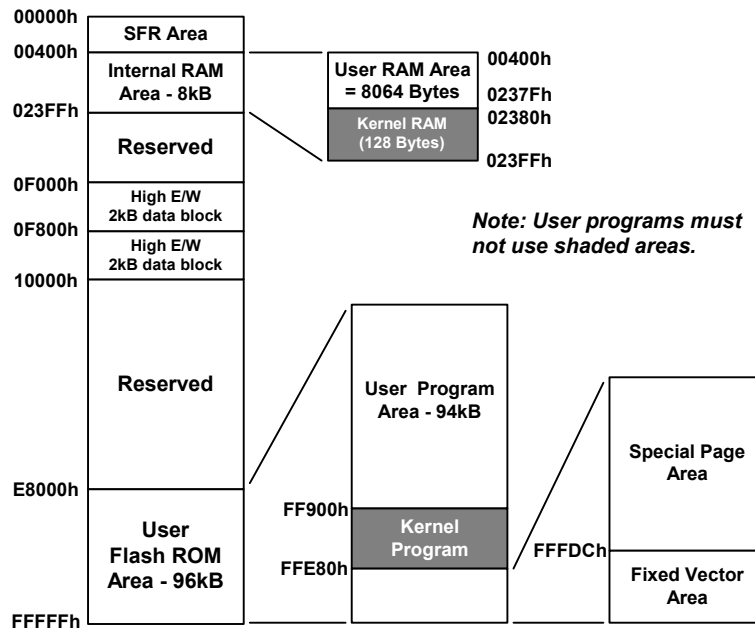 00000h
SFR Area
00400h
Internal RAM
Area - 8kB
023FFh
Reserved
0F000h
High E/W
2kB data block
0F800h
High E/W
2kB data block
10000h
Reserved
E8000h
User
Flash ROM
Area - 96kB
FFFFFh
User RAM Area
= 8064 Bytes
Kernel RAM
(128 Bytes)
00400h
0237Fh
02380h
023FFh
Note: User programs must
not use shaded areas.
User Program
Area - 94kB
FF900h
Kernel
Program
FFE80h
Special Page
Area
FFFDCh
Fixed Vector
Area